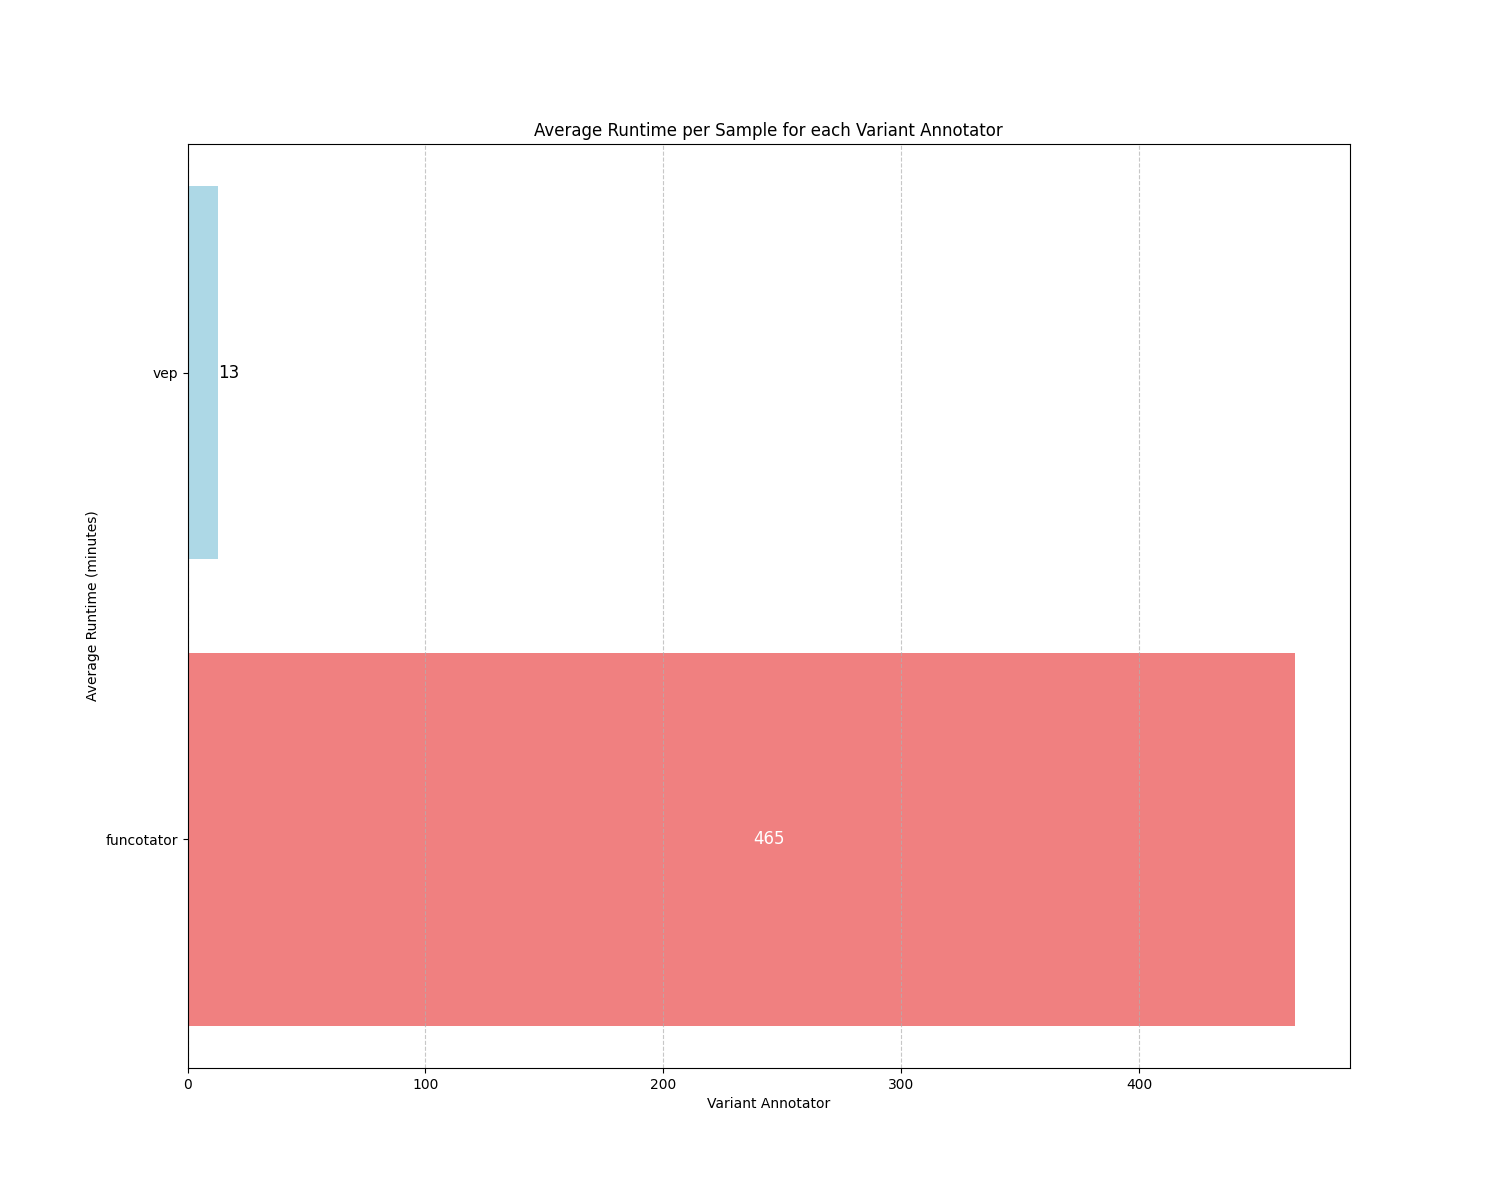 Average Runtime per Sample for each Variant Annotator
vep
13
Average Runtime (minutes)
funcotator
465
0 100 200 300 400
Variant Annotator